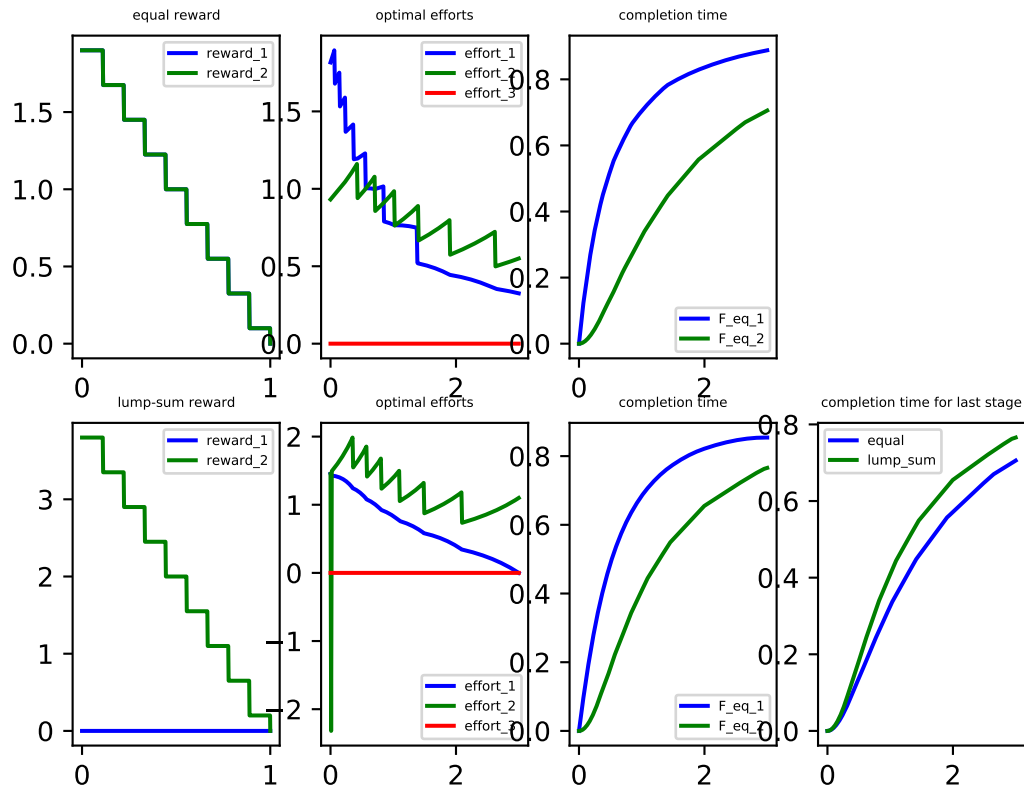 equal reward
optimal efforts
completion time
reward_1
reward_2
effort_1
effort_2
effort_3
F_eq_1
F_eq_2
0.0
0.5
1.0
1.5
0
1
0.0
0.5
1.0
1.5
0
2
0.0
0.2
0.4
0.6
0.8
0
2
lump-sum reward
optimal efforts
completion time
completion time for last stage
reward_1
reward_2
effort_1
effort_2
effort_3
F_eq_1
F_eq_2
equal
lump_sum
0
1
2
3
0
1
−2
−1
0
1
2
0
2
0.0
0.2
0.4
0.6
0.8
0
2
0.0
0.2
0.4
0.6
0.8
0
2